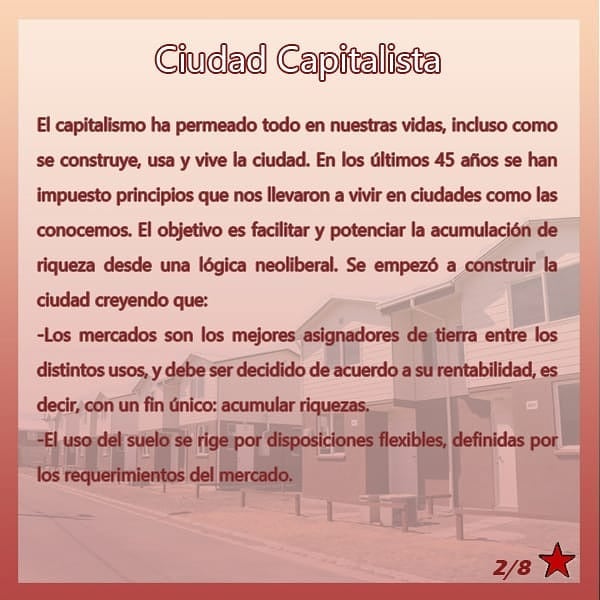 Ciudad Capitalista
El capitalismo ha permeado todo en nuestras vidas, incluso como
se construye, usa y vive la ciudad. En los últimos 45 años se han
impuesto principios que nos llevaron a vivir en ciudades como las
conocemos. El objetivo es facilitar y potenciar la acumulación de
riqueza desde una lógica neoliberal. Se empezó a construir la
ciudad creyendo que:
-Los mercados son los mejores asignadores de tierra entre los
distintos usos, y debe ser decidido de acuerdo a su rentabilidad, es
decir, con un fin único: acumular riquezas.
-El uso del suelo se rige por disposiciones flexibles, definidas por
los requerimientos del mercado.
2/8